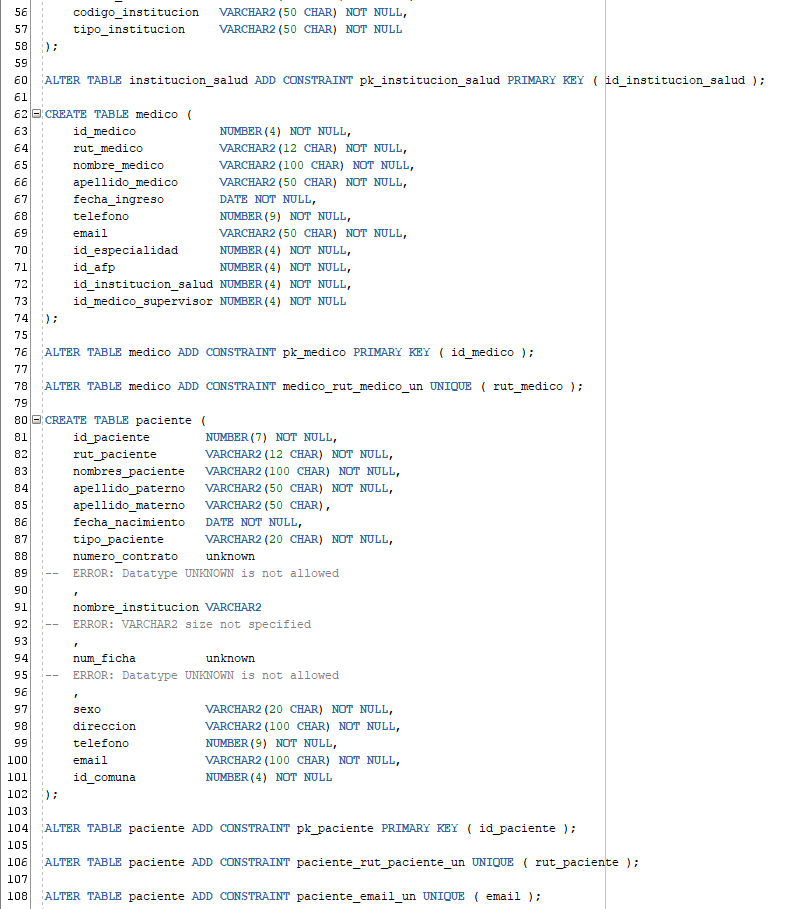 56 codigo_institucion VARCHAR2(50 CHAR) NOT NULL,
57 tipo_institucion VARCHAR2(50 CHAR) NOT NULL
58 );
59
60 ALTER TABLE institucion_salud ADD CONSTRAINT pk_institucion_salud PRIMARY KEY ( id_institucion_salud );
61
62 CREATE TABLE medico (
63 id_medico NUMBER(4) NOT NULL,
64 rut_medico VARCHAR2(12 CHAR) NOT NULL,
65 nombre_medico VARCHAR2(100 CHAR) NOT NULL,
66 apellido_medico VARCHAR2(50 CHAR) NOT NULL,
67 fecha_ingreso DATE NOT NULL,
68 telefono NUMBER(9) NOT NULL,
69 email VARCHAR2(50 CHAR) NOT NULL,
70 id_especialidad NUMBER(4) NOT NULL,
71 id_afp NUMBER(4) NOT NULL,
72 id_institucion_salud NUMBER(4) NOT NULL,
73 id_medico_supervisor NUMBER(4) NOT NULL
74 );
75
76 ALTER TABLE medico ADD CONSTRAINT pk_medico PRIMARY KEY ( id_medico );
77
78 ALTER TABLE medico ADD CONSTRAINT medico_rut_medico_un UNIQUE ( rut_medico );
79
80 CREATE TABLE paciente (
81 id_paciente NUMBER(7) NOT NULL,
82 rut_paciente VARCHAR2(12 CHAR) NOT NULL,
83 nombres_paciente VARCHAR2(100 CHAR) NOT NULL,
84 apellido_paterno VARCHAR2(50 CHAR) NOT NULL,
85 apellido_materno VARCHAR2(50 CHAR),
86 fecha_nacimiento DATE NOT NULL,
87 tipo_paciente VARCHAR2(20 CHAR) NOT NULL,
88 numero_contrato unknown
89 -- ERROR: Datatype UNKNOWN is not allowed
90 ,
91 nombre_institucion VARCHAR2
92 -- ERROR: VARCHAR2 size not specified
93 ,
94 num_ficha unknown
95 -- ERROR: Datatype UNKNOWN is not allowed
96 ,
97 sexo VARCHAR2(20 CHAR) NOT NULL,
98 direccion VARCHAR2(100 CHAR) NOT NULL,
99 telefono NUMBER(9) NOT NULL,
100 email VARCHAR2(100 CHAR) NOT NULL,
101 id_comuna NUMBER(4) NOT NULL
102 );
103
104 ALTER TABLE paciente ADD CONSTRAINT pk_paciente PRIMARY KEY ( id_paciente );
105
106 ALTER TABLE paciente ADD CONSTRAINT paciente_rut_paciente_un UNIQUE ( rut_paciente );
107
108 ALTER TABLE paciente ADD CONSTRAINT paciente_email_un UNIQUE ( email );